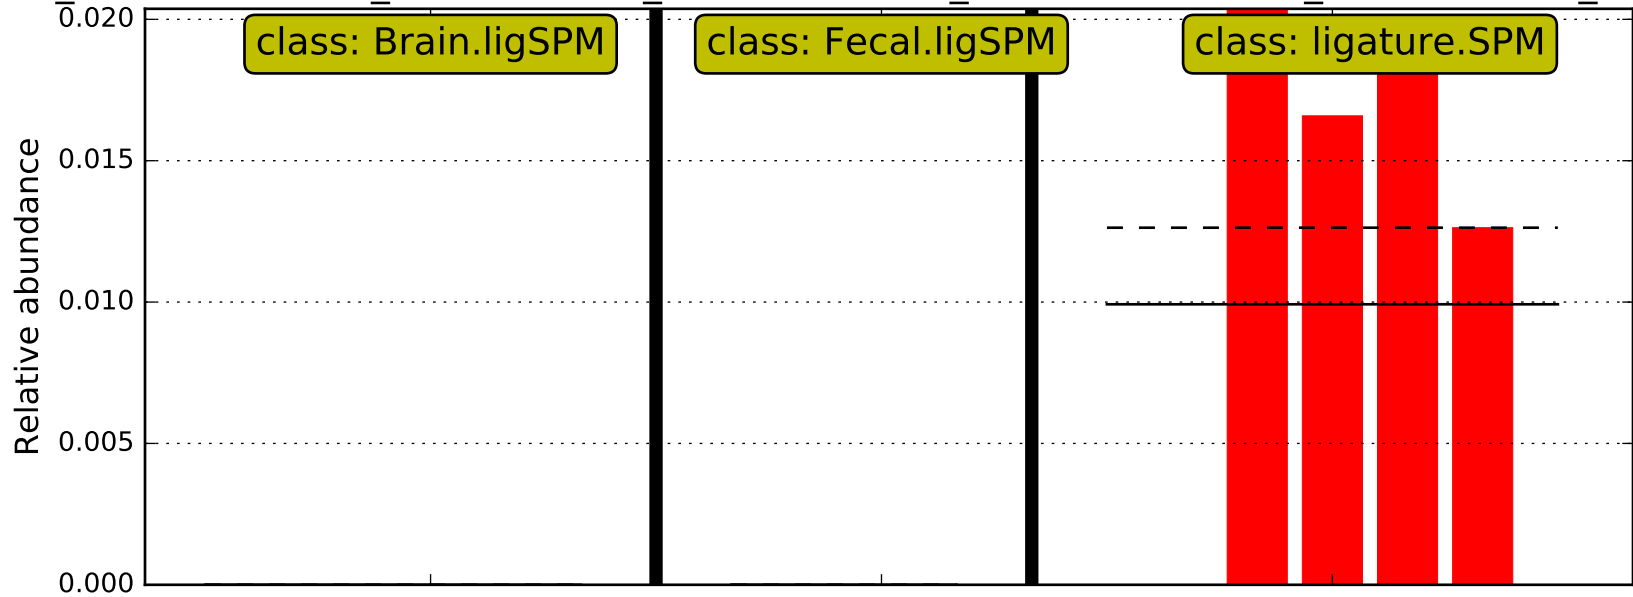 class: Brain.ligSPM
class: Fecal.ligSPM
class: ligature.SPM
Relative abundance
0.020
0.015
0.010
0.005
0.000